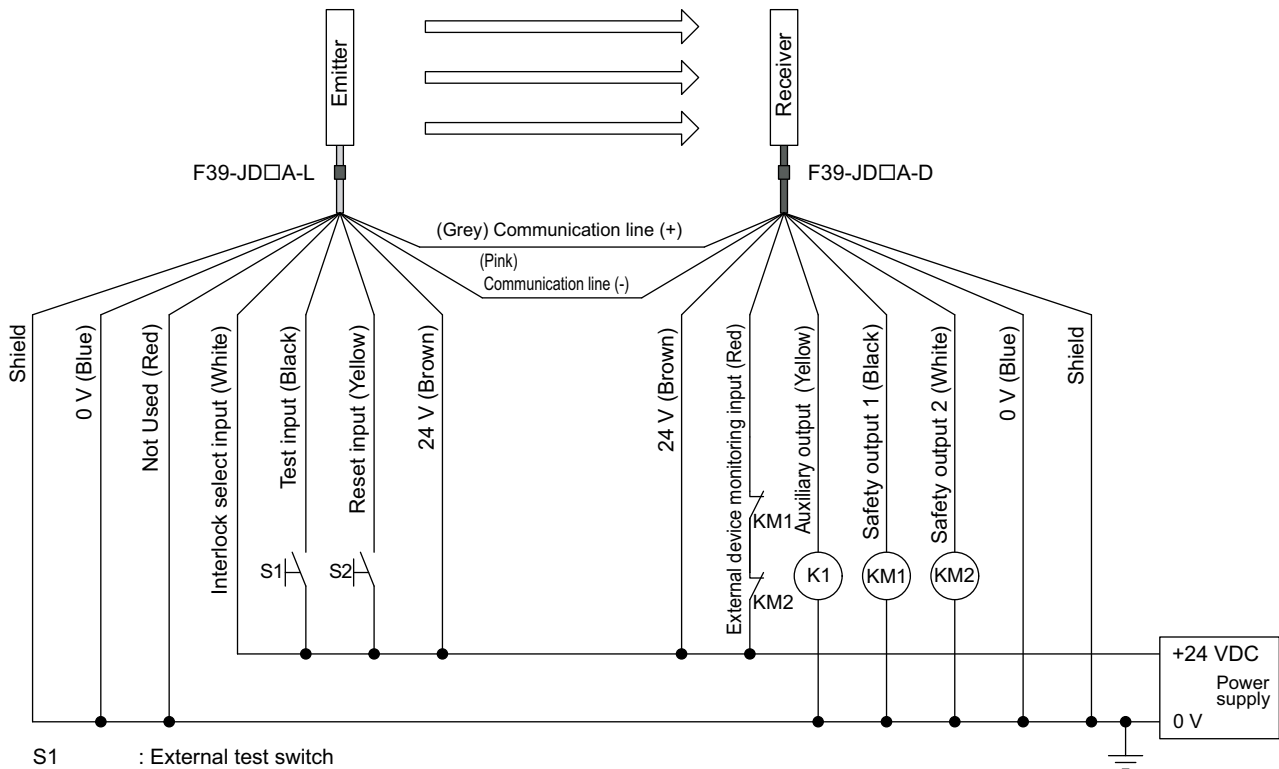 Emitter
Receiver
F39-JD□A-L
F39-JD□A-D
(Grey) Communication line (+)
(Pink)
Communication line (-)
Shield
0 V (Blue)
Not Used (Red)
Interlock select input (White)
Test input (Black)
Reset input (Yellow)
24 V (Brown)
24 V (Brown)
External device monitoring input (Red)
Auxiliary output (Yellow)
Safety output 1 (Black)
Safety output 2 (White)
0 V (Blue)
Shield
S1
S2
KM1
KM2
K1
KM1
KM2
+24 VDC
Power
supply
0 V
S1 : External test switch